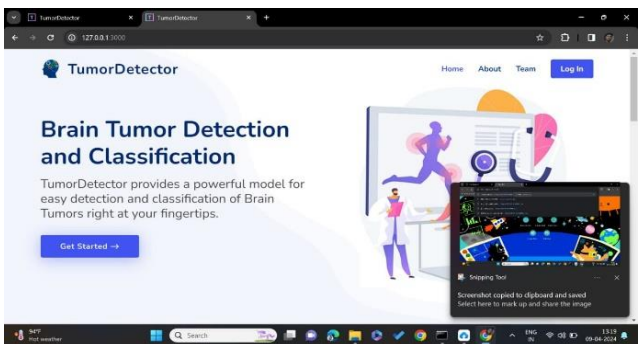 TumorDetector
TumorDetector
127.0.0.1:3000
TumorDetector
Home
About
Team
Log In
Brain Tumor Detection
and Classification
TumorDetector provides a powerful model for
easy detection and classification of Brain
Tumors right at your fingertips.
Get Started →
Snipping Tool
Screenshot copied to clipboard and saved
Select here to mark up and share the image
94°F
Hot weather
Search
ENG
IN
13:19
09-04-2024